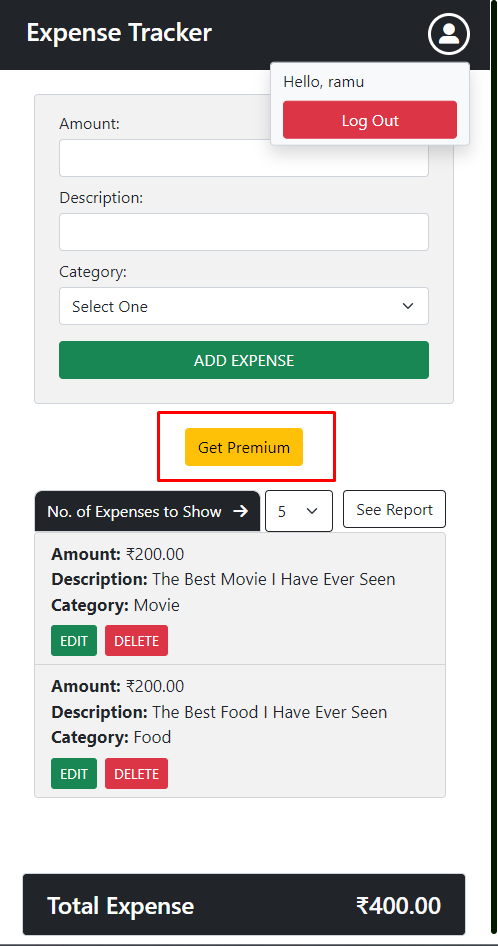 Expense Tracker
Hello, ramu
Log Out
Amount:
Description:
Category:
Select One
ADD EXPENSE
Get Premium
No. of Expenses to Show → 5 See Report
Amount: ₹200.00
Description: The Best Movie I Have Ever Seen
Category: Movie
EDIT DELETE
Amount: ₹200.00
Description: The Best Food I Have Ever Seen
Category: Food
EDIT DELETE
Total Expense ₹400.00